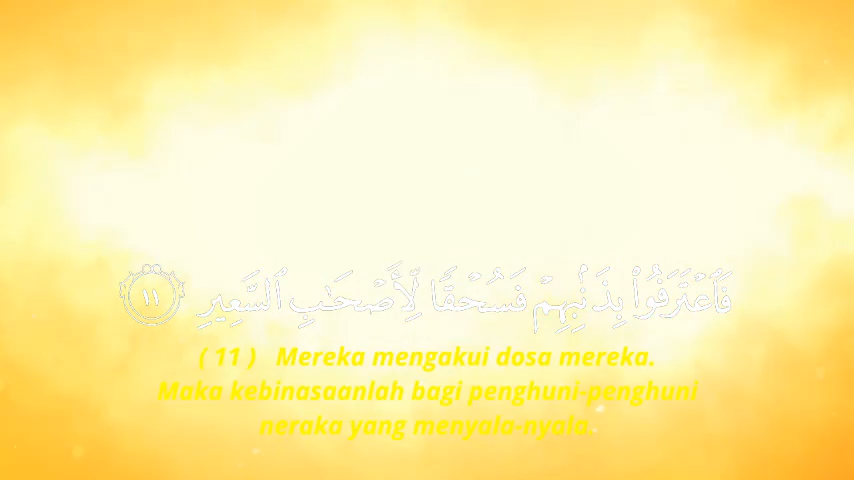 فَٱعْتَرَفُوا۟ بِذَنۢبِهِمْ فَسُحْقًا لِّأَصْحَـٰبِ ٱلسَّعِيرِ ١١
( 11 ) Mereka mengakui dosa mereka.
Maka kebinasaanlah bagi penghuni-penghuni
neraka yang menyala-nyala.